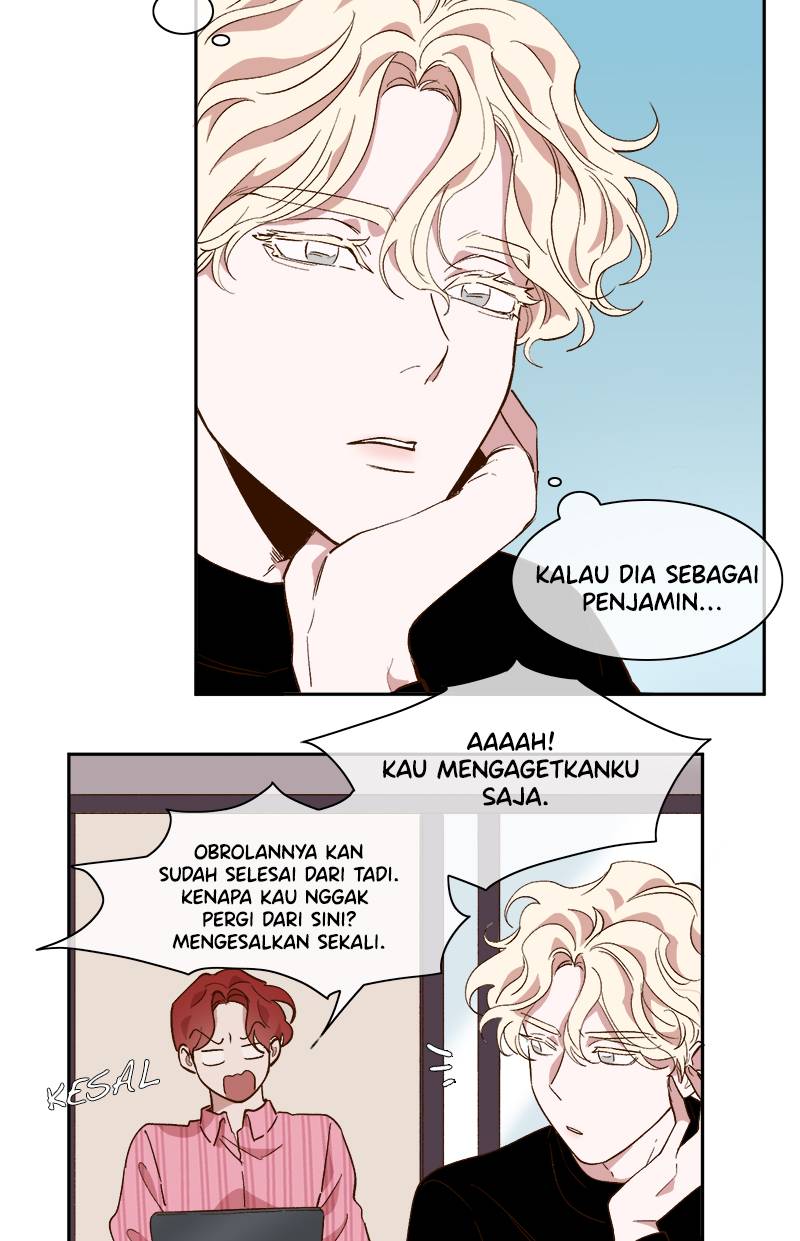 KALAU DIA SEBAGAI
PENJAMIN...
AAAAH!
KAU MENGAGETKANKU
SAJA.
OBROLANNYA KAN
SUDAH SELESAI DARI TADI.
KENAPA KAU NGGAK
PERGI DARI SINI?
MENGESALKAN SEKALI.
KESAL